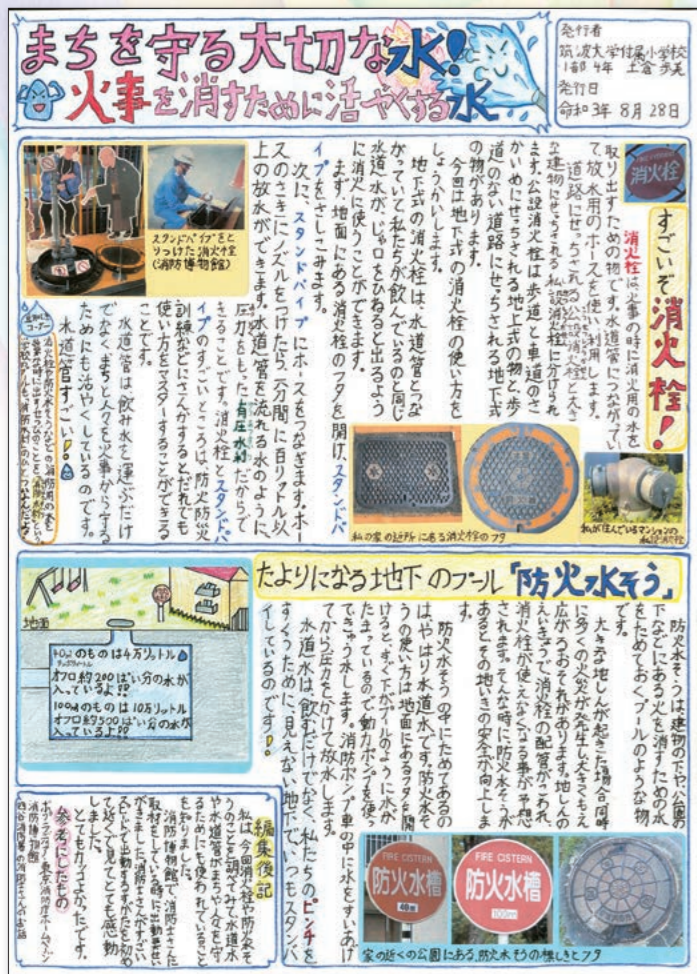 まちを守る大切な水!
火事を消すために活やくする水
発行者
筑波大学付属小学校
1部4年 土倉 歩美
発行日
令和3年 8月28日
すごいぞ消火栓!
FIRE HYDRANT
消火栓
消火栓は、火事の時に消火用の水を
取り出すための物です。水道管につながってい
て、放水用のホースを使い利用します。
道路にせっちされる公設消火栓と大き
な建物にせっちされる私設消火栓に分けられ
ます。公設消火栓は歩道と車道のさ
かいめにせっちされる地上式の物と、歩
道のない道路にせっちされる地下式
の物があります。
今回は地下式の消火栓の使い方を
しょうかいします。
地下式の消火栓は、水道管とつな
がっていて私たちが飲んでいるのと同じ
水道水が、じゃ口をひねると出るよう
に消火に使うことができます。
まず、地面にある消火栓のフタを開け、スタンドパ
イプをさしこみます。
次に、スタンドパイプにホースをつなぎます。ホー
スのさきにノズルをつけたら、一分間に百リットル以
上の放水ができます。水道管を流れる水のように、
圧力をもった有圧水利だからで
きることです。消火栓とスタンドパ
イプのすごいところは、防火防災
訓練などにさんかするとだれでも
使い方をマスターすることができる
ことです。
水道管は飲み水を運ぶだけ
でなくまちと人々を火事から守る
ためにも活やくしているのです。
水道管すごい!!
スタンドパイプをと
りつけた消火栓
(消防博物館)
私の家の近所にある消火栓のフタ
私が住んでいるマンションの
私設消火栓
たよりになる地下のプール「防火水そう」
防火水そうは建物の下や公園の
下などにある火を消すための水
をためておくプールのような物
です。
大きな地しんが起きた場合、同時
に多くの火災が発生し大きくもえ
広がるおそれがあります。地しんの
えいきょうで消火栓の配管がこわれ、
消火栓が使えなくなる事が予想
されます。そんな時に防火水そうが
あるとその地いきの安全が向上しま
す。
防火水そうの中にためてあるの
はやはり水道水です。防火水そ
うの使い方は地面にあるフタを開
けると、すぐ下がプールのように水が
たまっているので動力ポンプを使っ
てきゅう水します。消防ポンプ車の中に水をすいあげ
てから圧力をかけて放水します。
水道水は、飲むだけでなく、私たちのピンチを
すくうために、見えない地下でいつもスタンバ
イしているのです!
地面
40㎥のものは4万リットル
オフロ約200ぱい分の水が
入っているよ!!
100㎥のものは10万リットル
オフロ約500ぱい分の水が
入っているよ!!
FIRE CISTERN
防火水槽
40㎥
FIRE CISTERN
防火水槽
100㎥
家の近くの公園にある、防火水そうの標しきとフタ
編集後記
私は、今回消火栓や防火水そ
うのことを調べてみて水道水
や水道管がまちや人々を守
るためにも使われていること
を知りました。
消防博物館で消防士さんに
取材をしている時に出動要せい
がきました。消防士さんがすごい
スピードで出動するすがたを初め
て近くで見てとても感動
しました。
とてもかっこよかったです。
参考にしたもの
消防博物館